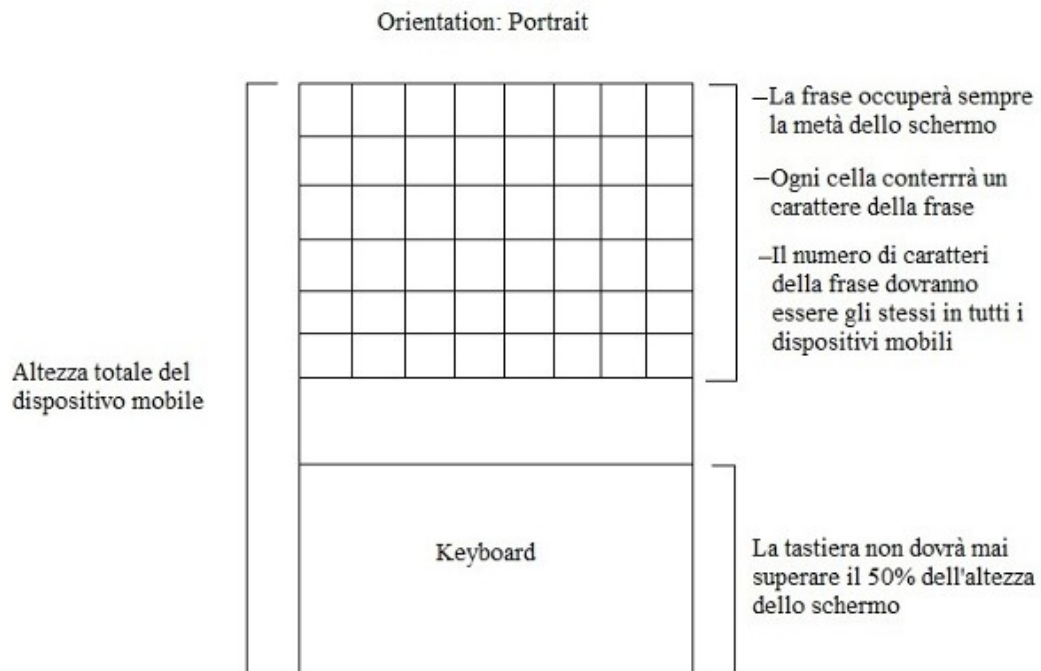 Orientation: Portrait
–La frase occuperà sempre
la metà dello schermo
–Ogni cella conterrrà un
carattere della frase
–Il numero di caratteri
della frase dovranno
essere gli stessi in tutti i
dispositivi mobili
Altezza totale del
dispositivo mobile
Keyboard
La tastiera non dovrà mai
superare il 50% dell'altezza
dello schermo